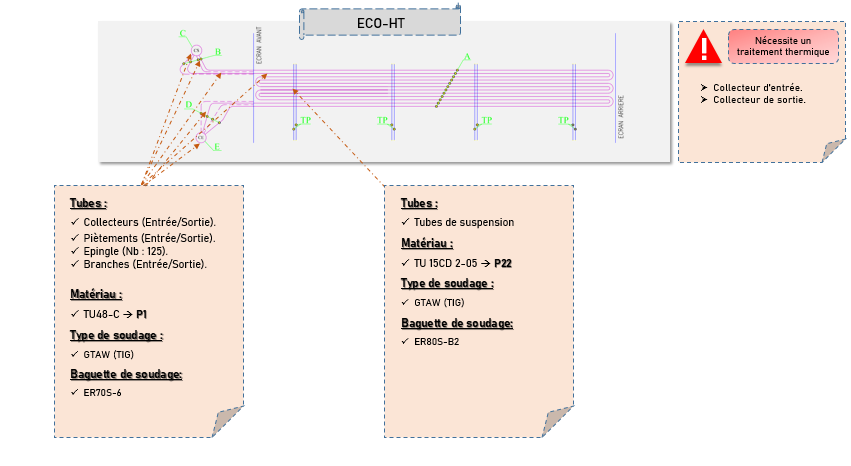 ECO-HT
C
B
A
D
E
CS
CE
ECRAN AVANT
ECRAN ARRIERE
TP
TP
TP
TP
Nécessite un
traitement thermique
Collecteur d'entrée.
Collecteur de sortie.
Tubes :
✓ Collecteurs (Entrée/Sortie).
✓ Piètements (Entrée/Sortie).
✓ Epingle (Nb : 125).
✓ Branches (Entrée/Sortie).
Matériau :
✓ TU48-C → P1
Type de soudage :
✓ GTAW (TIG)
Baguette de soudage:
✓ ER70S-6
Tubes :
✓ Tubes de suspension
Matériau :
✓ TU 15CD 2-05 → P22
Type de soudage :
✓ GTAW (TIG)
Baguette de soudage:
✓ ER80S-B2